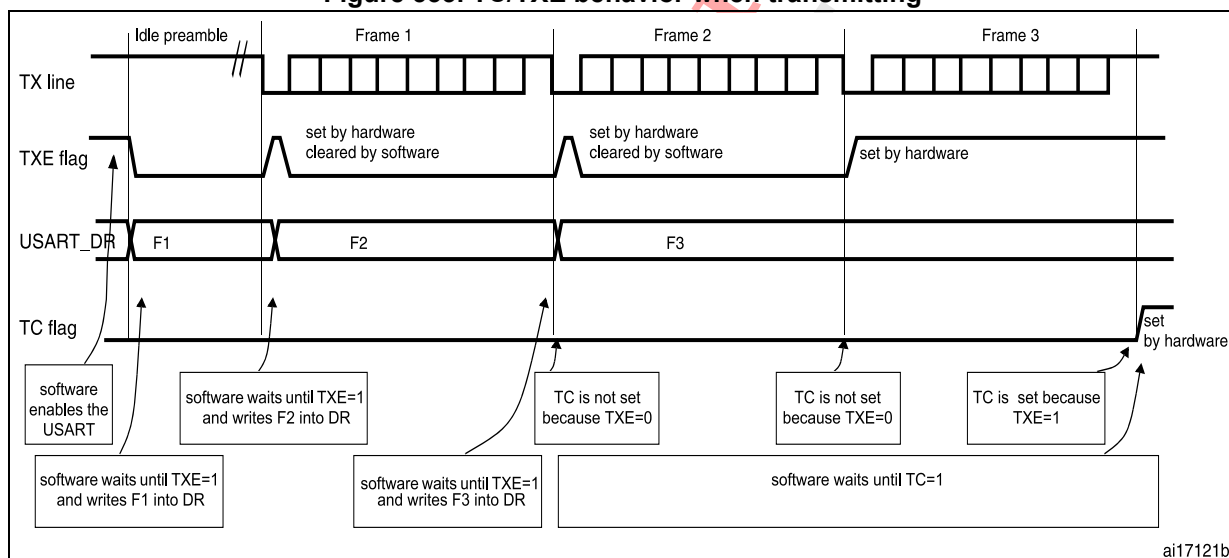 Idle preamble
Frame 1
Frame 2
Frame 3
TX line
TXE flag
set by hardware
cleared by software
set by hardware
cleared by software
set by hardware
USART_DR
F1
F2
F3
TC flag
set
by hardware
software
enables the
USART
software waits until TXE=1
and writes F2 into DR
TC is not set
because TXE=0
TC is not set
because TXE=0
TC is set because
TXE=1
software waits until TXE=1
and writes F1 into DR
software waits until TXE=1
and writes F3 into DR
software waits until TC=1
ai17121b